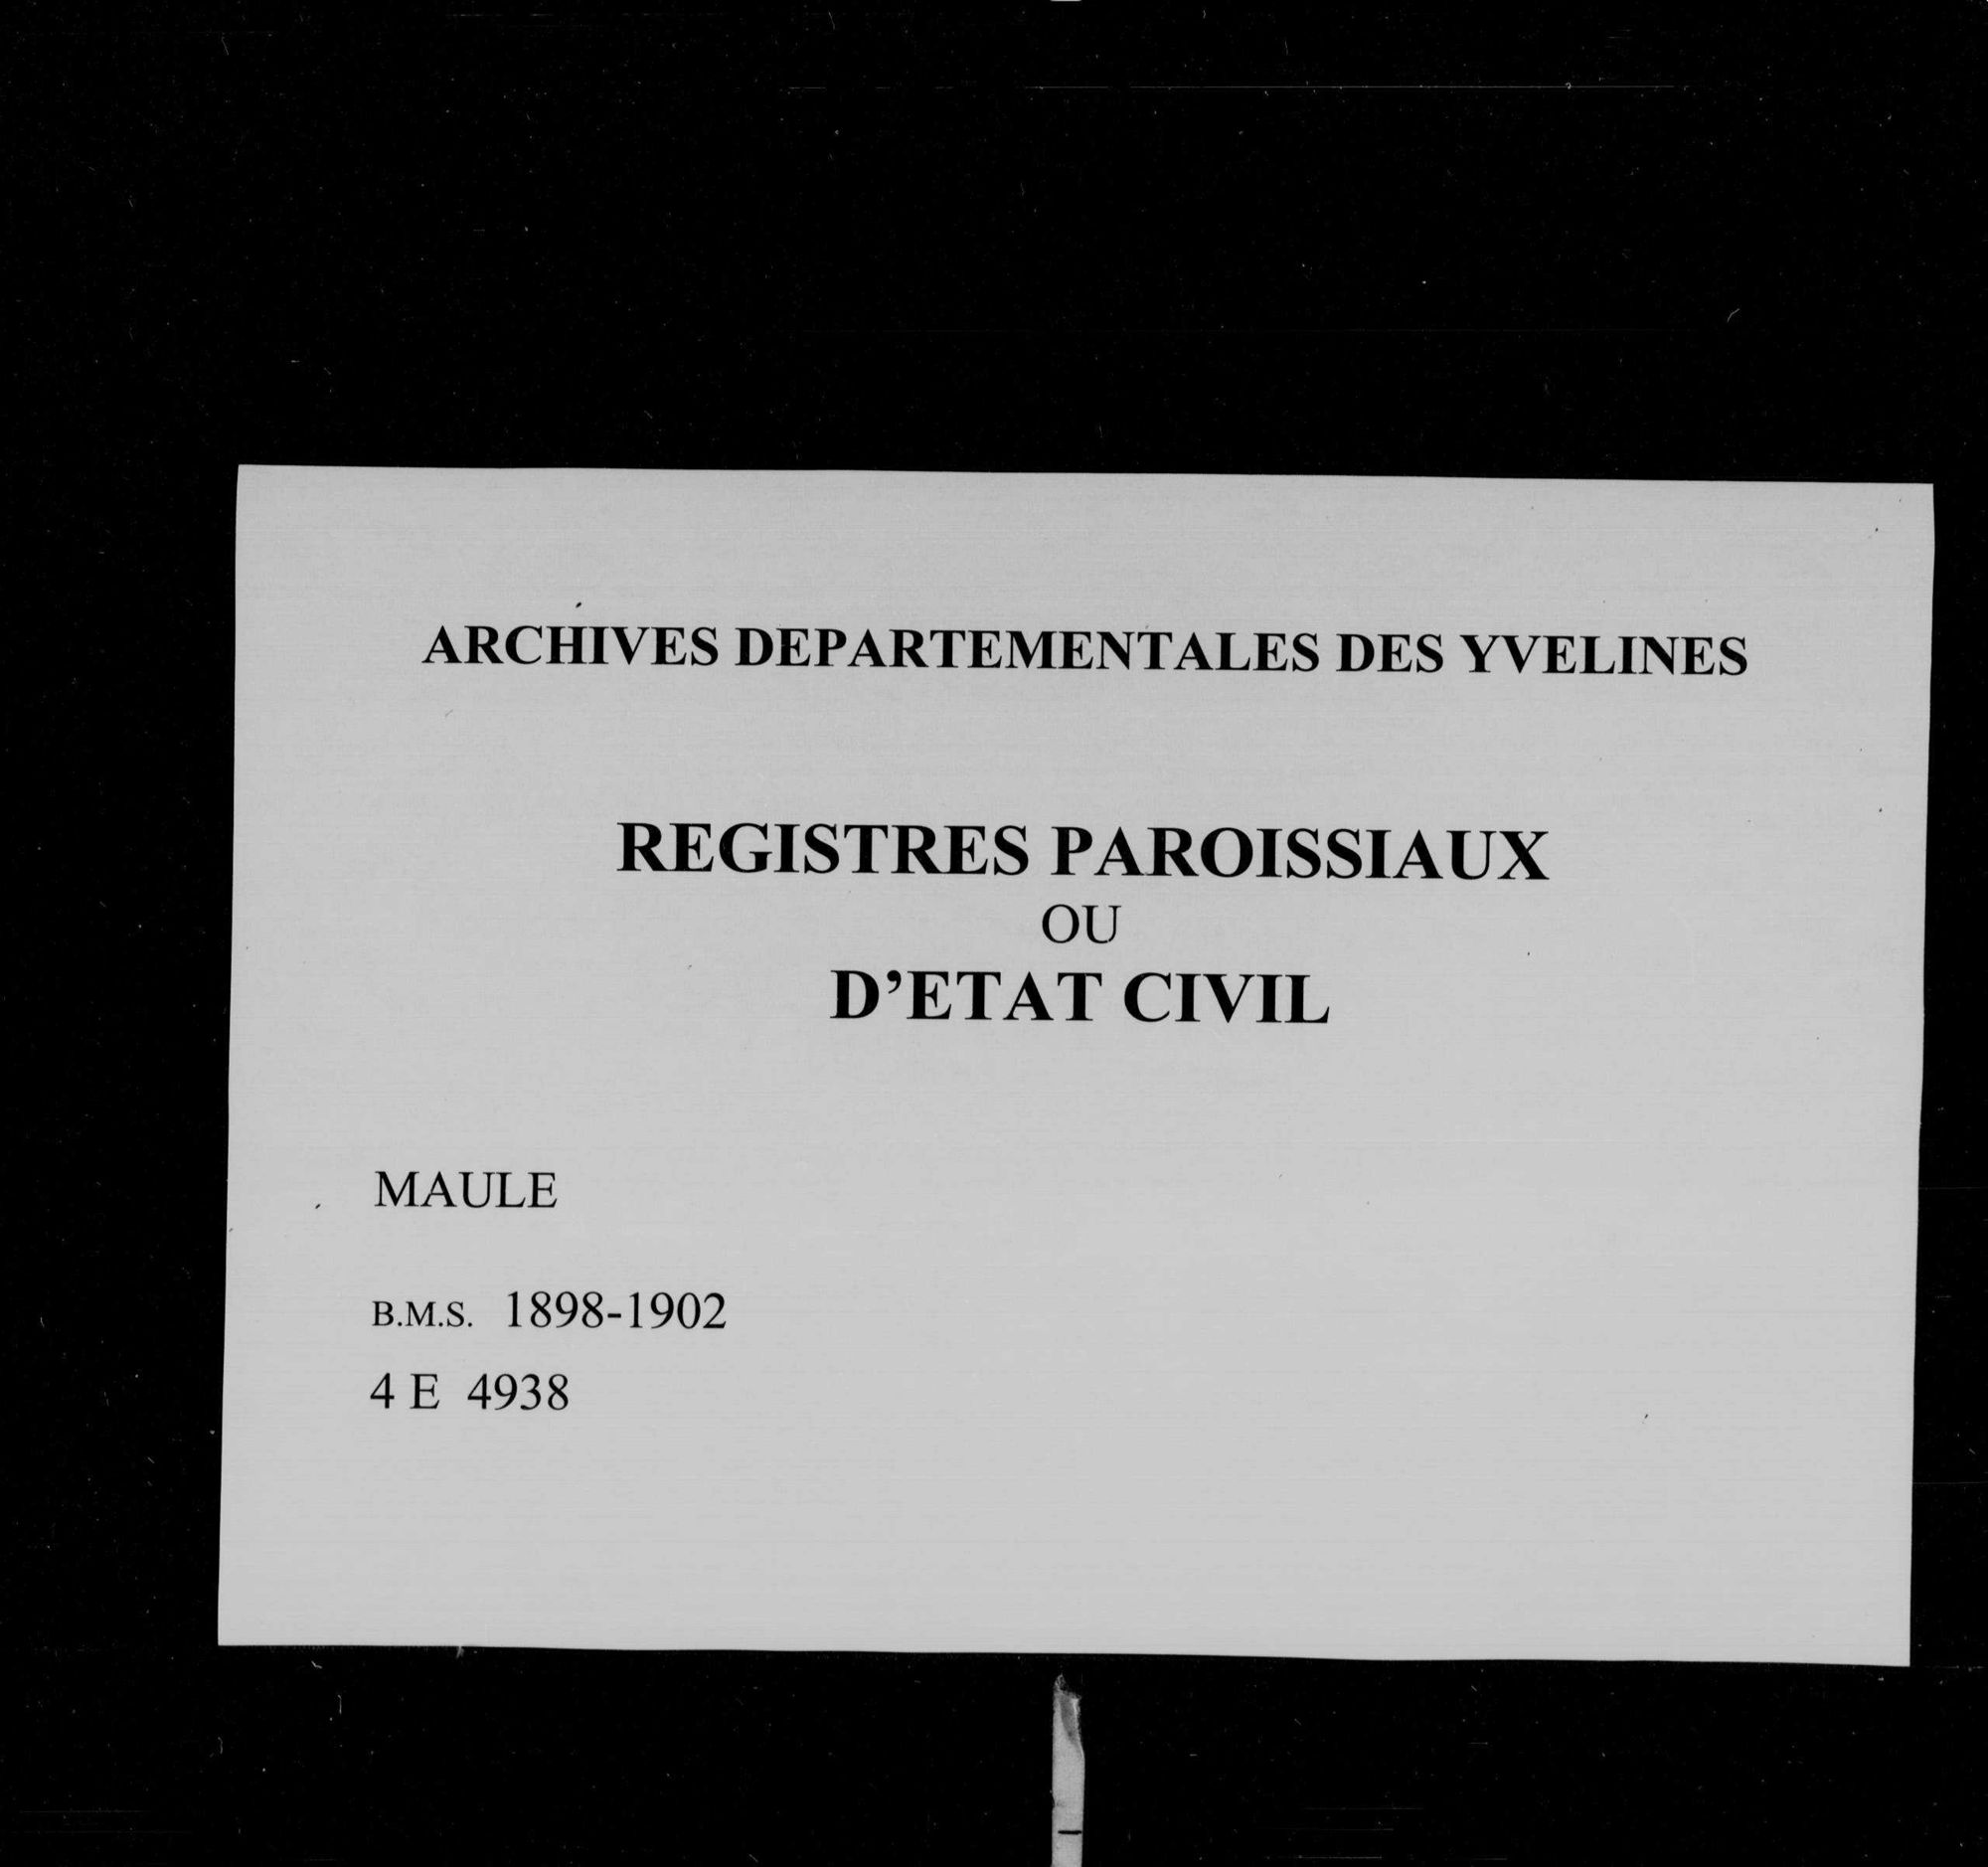 ARCHIVES DEPARTEMENTALES DES YVELINES
REGISTRES PAROISSIAUX
OU
D’ETAT CIVIL
MAULE
B.M.S. 1898-1902
4 E 4938